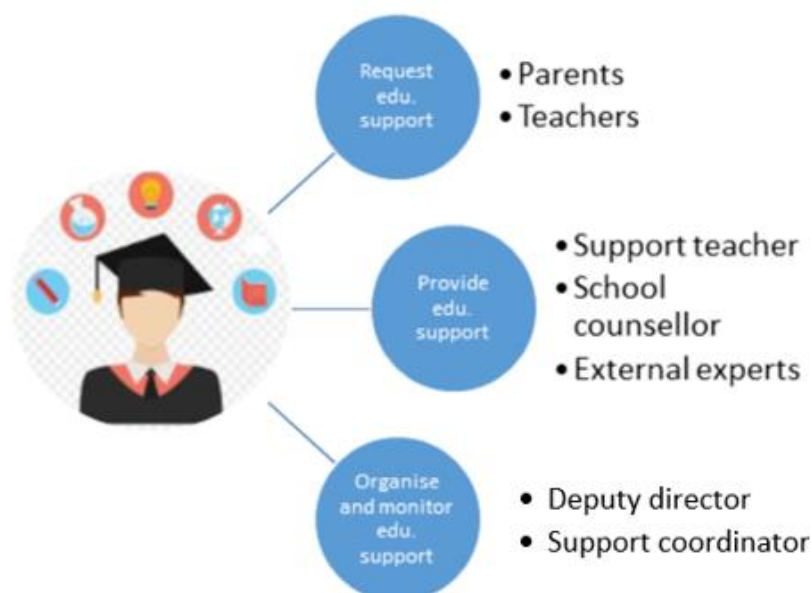 Request
edu.
support
• Parents
• Teachers
Provide
edu.
support
• Support teacher
• School
counsellor
• External experts
Organise
and monitor
edu.
support
• Deputy director
• Support coordinator